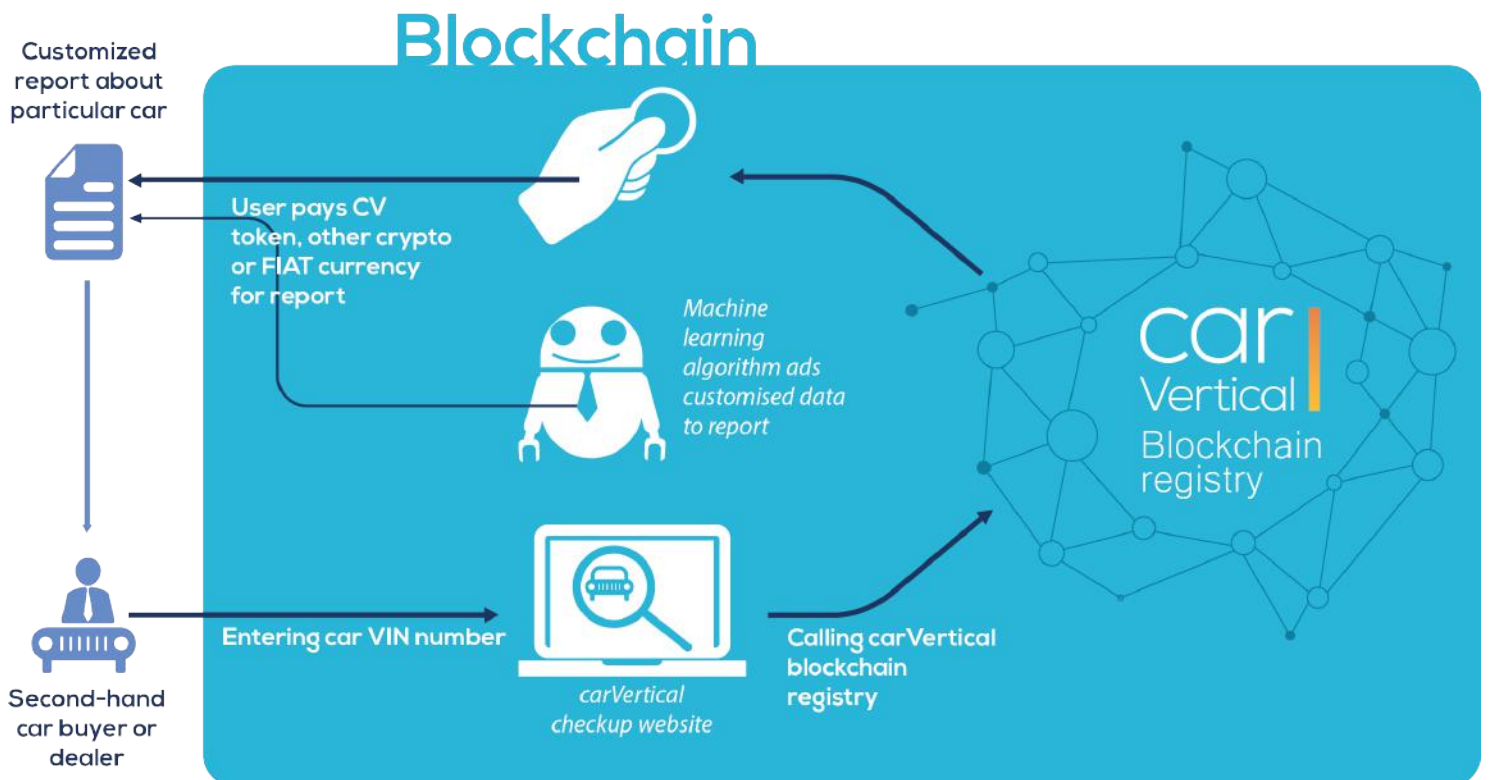 Blockchain
Customized
report about
particular car
User pays CV
token, other crypto
or FIAT currency
for report
Machine
learning
algorithm ads
customised data
to report
car
Vertical
Blockchain
registry
Entering car VIN number
carVertical
checkup website
Calling carVertical
blockchain
registry
Second-hand
car buyer or
dealer